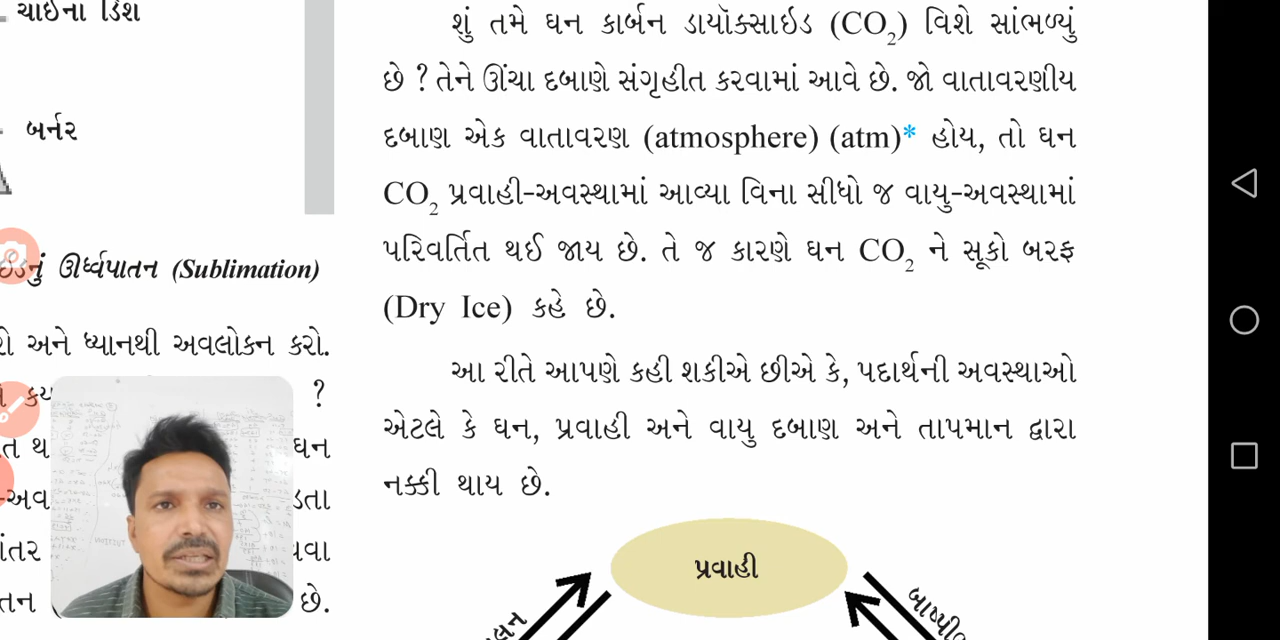 ચાઇના ડિશ
બર્નર
ઊર્ધ્વપાતન (Sublimation)
અને ધ્યાનથી અવલોકન કરો.
?
ઘન
છે.
શું તમે ઘન કાર્બન ડાયૉક્સાઇડ (CO₂) વિશે સાંભળ્યું
છે ? તેને ઊંચા દબાણે સંગૃહીત કરવામાં આવે છે. જો વાતાવરણીય
દબાણ એક વાતાવરણ (atmosphere) (atm)* હોય, તો ઘન
CO₂ પ્રવાહી-અવસ્થામાં આવ્યા વિના સીધો જ વાયુ-અવસ્થામાં
પરિવર્તિત થઈ જાય છે. તે જ કારણે ઘન CO₂ ને સૂકો બરફ
(Dry Ice) કહે છે.
આ રીતે આપણે કહી શકીએ છીએ કે, પદાર્થની અવસ્થાઓ
એટલે કે ઘન, પ્રવાહી અને વાયુ દબાણ અને તાપમાન દ્વારા
નક્કી થાય છે.
પ્રવાહી